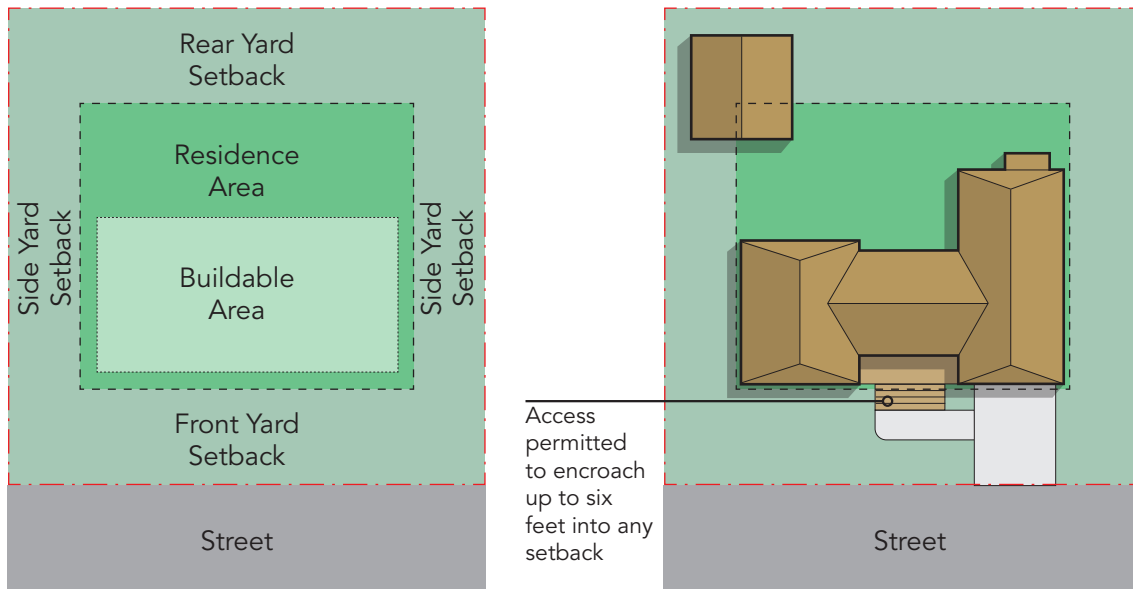 Rear Yard
Setback
Residence
Area
Side Yard
Setback
Buildable
Area
Side Yard
Setback
Front Yard
Setback
Street
Access
permitted
to encroach
up to six
feet into any
setback
Street